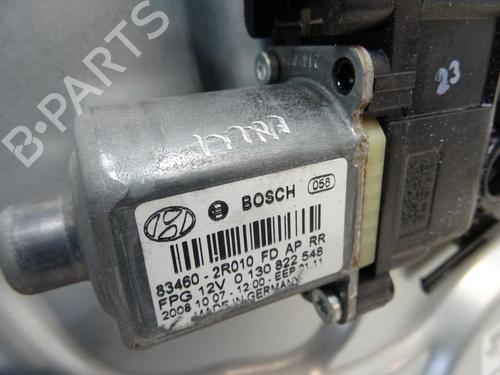 23
BOSCH 058
83460 - 2R010 FD AP RR
FPG 12V 0 130 822 548
2008 10 07 - 12:00 - EEP 01.11
MADE IN GERMANY
B-PARTS